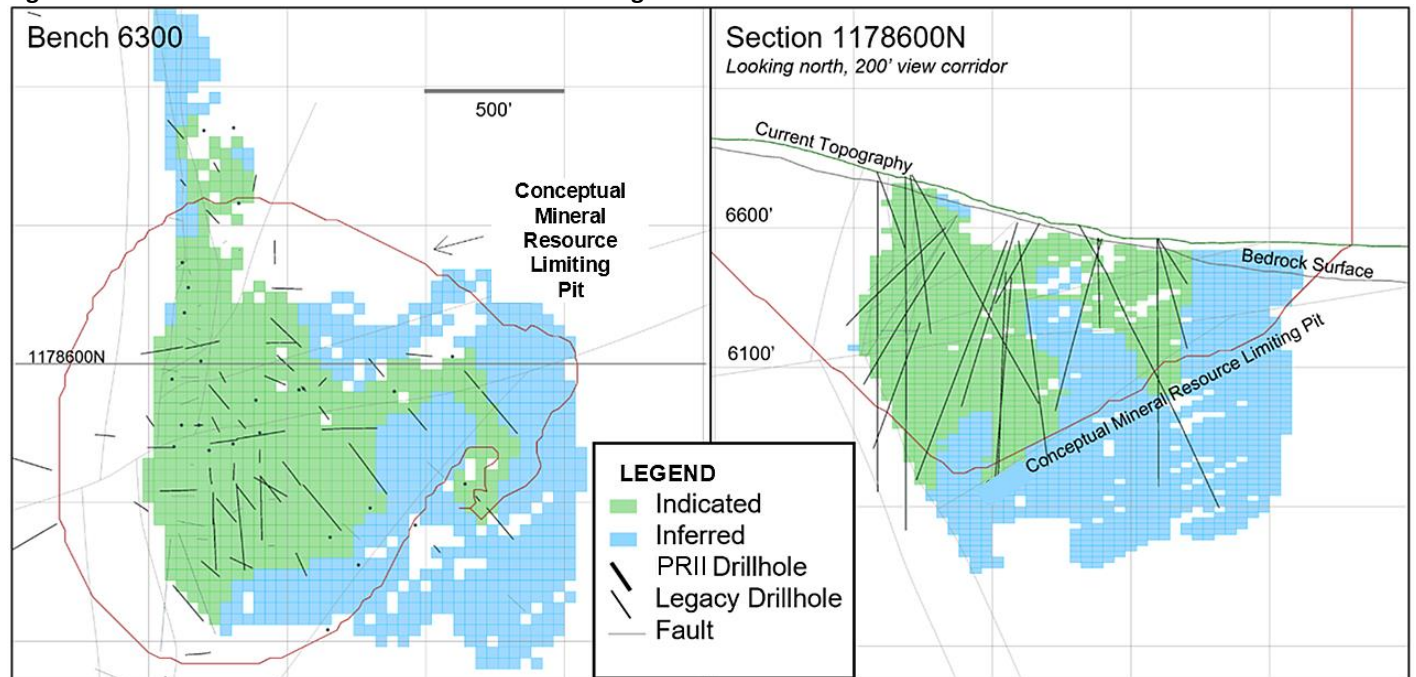 Bench 6300
500'
Conceptual
Mineral
Resource
Limiting
Pit
1178600N
Section 1178600N
Looking north, 200' view corridor
Current Topography
6600'
Bedrock Surface
6100'
Conceptual Mineral Resource Limiting Pit
LEGEND
Indicated
Inferred
PRII Drillhole
Legacy Drillhole
Fault